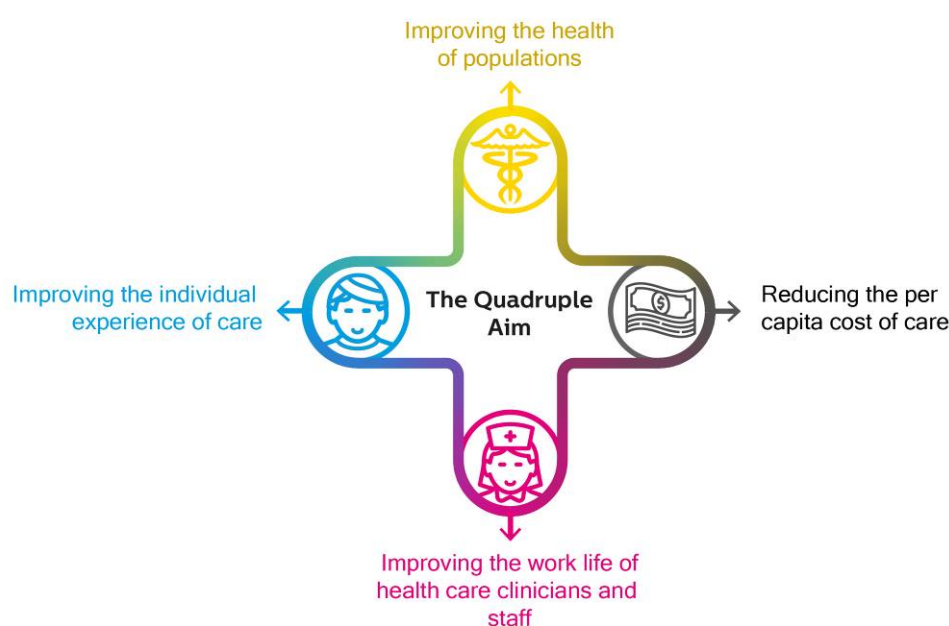 Improving the health
of populations
Improving the individual
experience of care
The Quadruple
Aim
$
Reducing the per
capita cost of care
Improving the work life of
health care clinicians and
staff